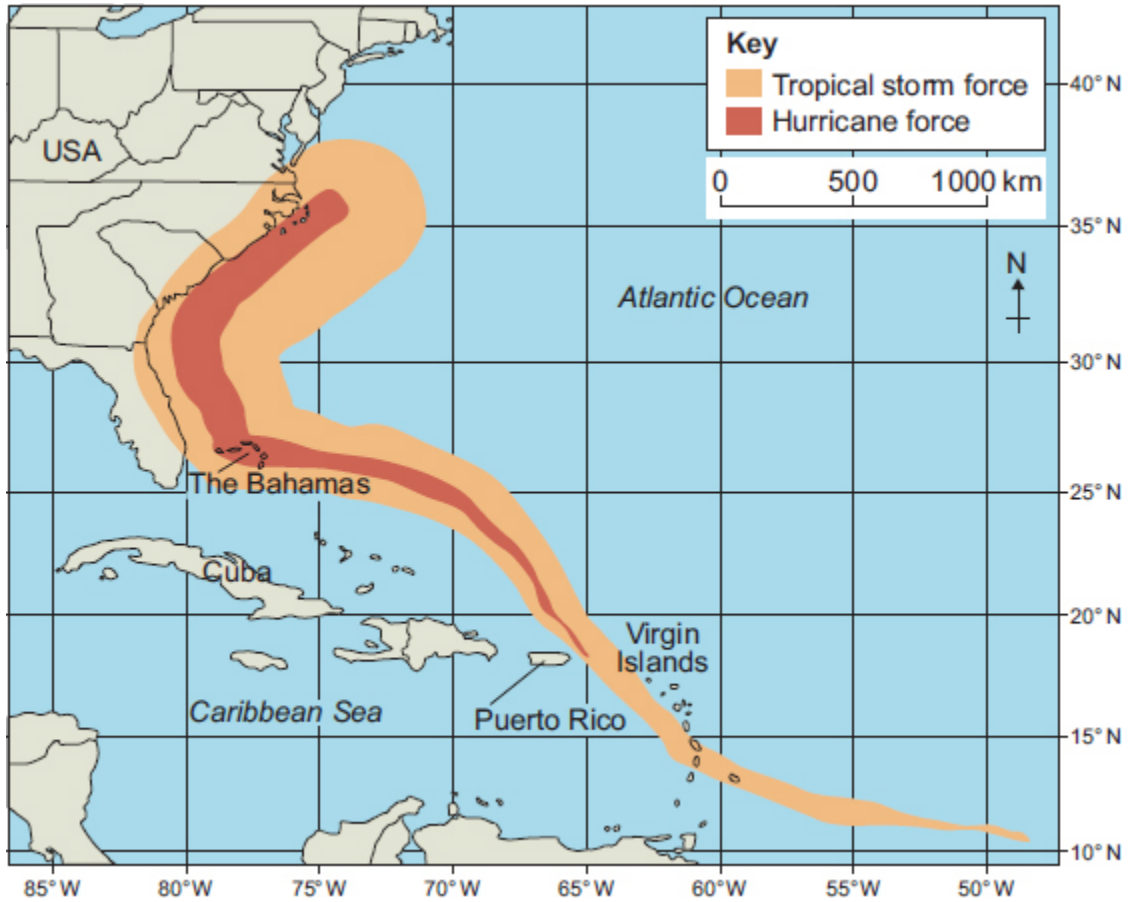 Key
Tropical storm force
Hurricane force
0 500 1000 km
40° N
USA
35° N
N
Atlantic Ocean
30° N
The Bahamas
25° N
Cuba
20° N
Virgin
Islands
Caribbean Sea
Puerto Rico
15° N
10° N
85°W 80°W 75°W 70°W 65°W 60°W 55°W 50°W